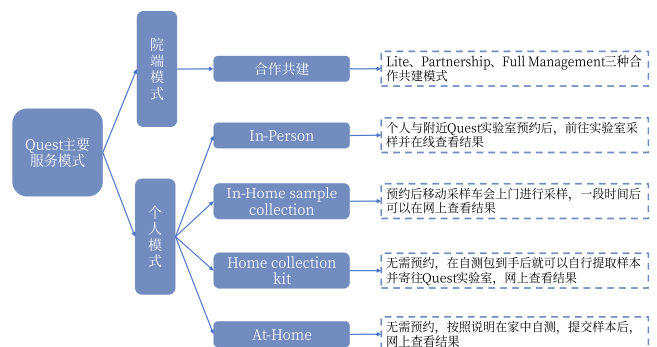 Quest主要
服务模式
院
端
模
式
合作共建
Lite、Partnership、Full Management三种合
作共建模式
个
人
模
式
In-Person
个人与附近Quest实验室预约后，前往实验室采
样并在线查看结果
In-Home sample
collection
预约后移动采样车会上门进行采样，一段时间后
可以在网上查看结果
Home collection
kit
无需预约，在自测包到手后就可以自行提取样本
并寄往Quest实验室，网上查看结果
At-Home
无需预约，按照说明在家中自测，提交样本后，
网上查看结果